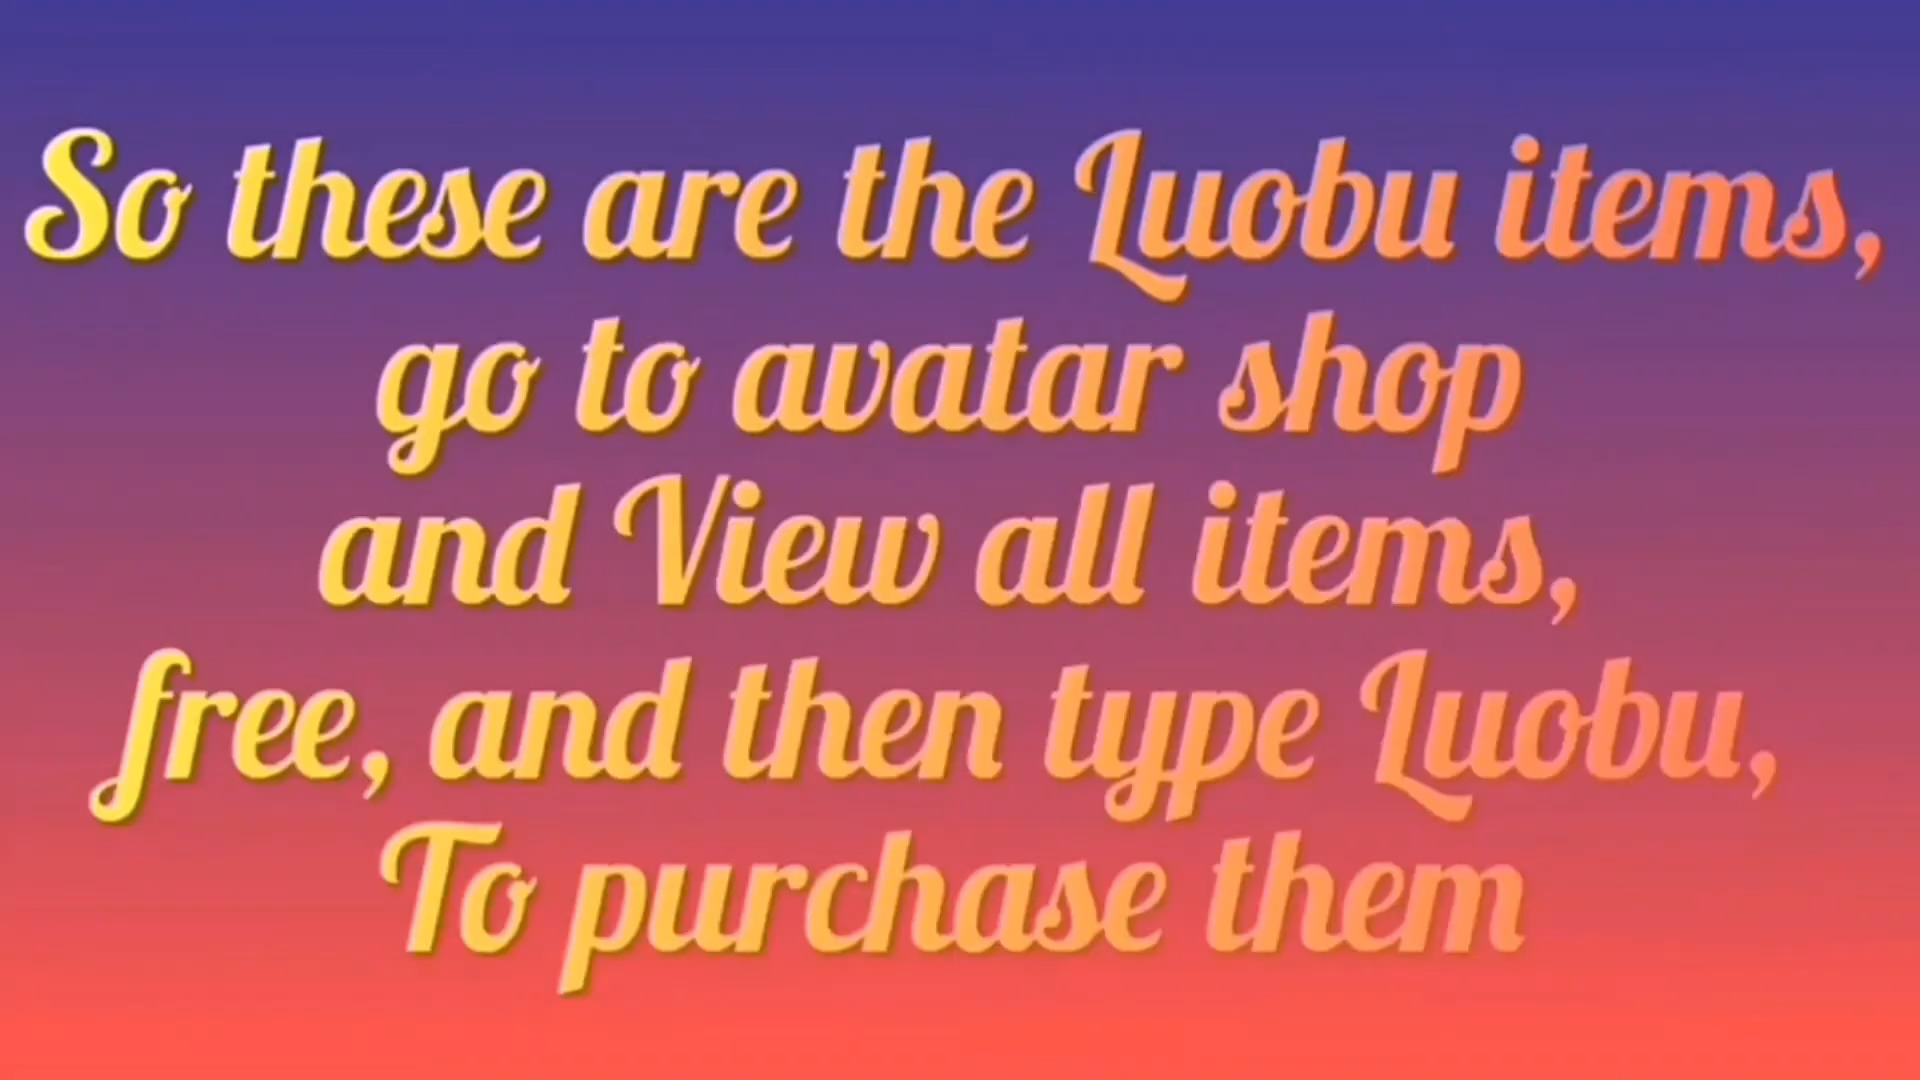 So these are the Luobu items,
go to avatar shop
and View all items,
free, and then type Luobu,
To purchase them